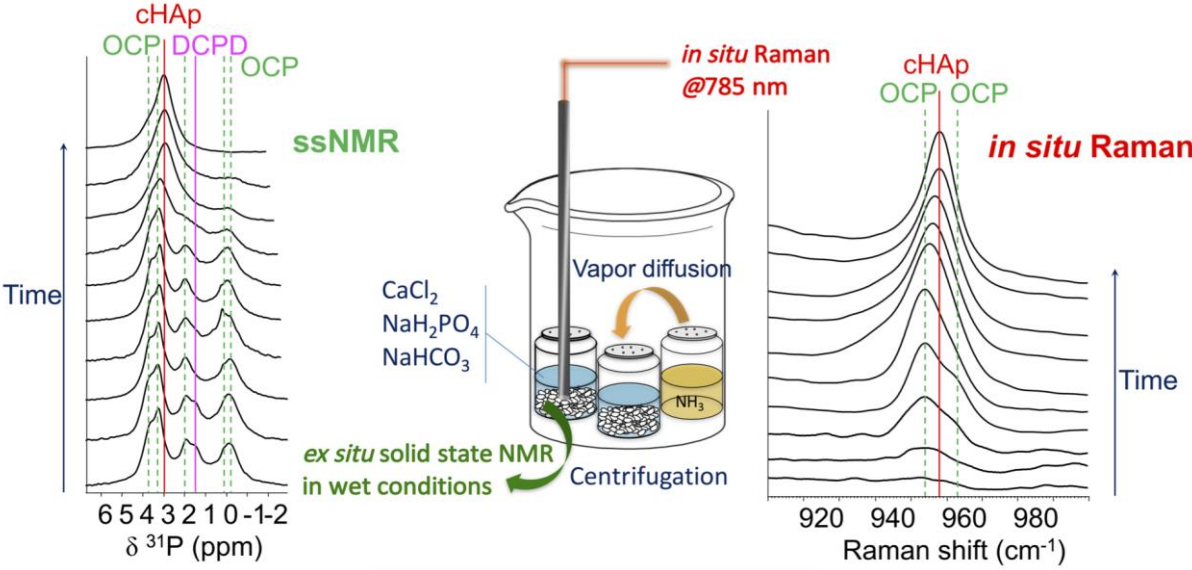 cHAp
OCP DCPD
OCP
ssNMR
Time
6 5 4 3 2 1 0 -1 -2
δ ³¹P (ppm)
in situ Raman
@785 nm
Vapor diffusion
CaCl₂
NaH₂PO₄
NaHCO₃
NH₃
ex situ solid state NMR
in wet conditions
Centrifugation
cHAp
OCP OCP
in situ Raman
Time
920 940 960 980
Raman shift (cm⁻¹)